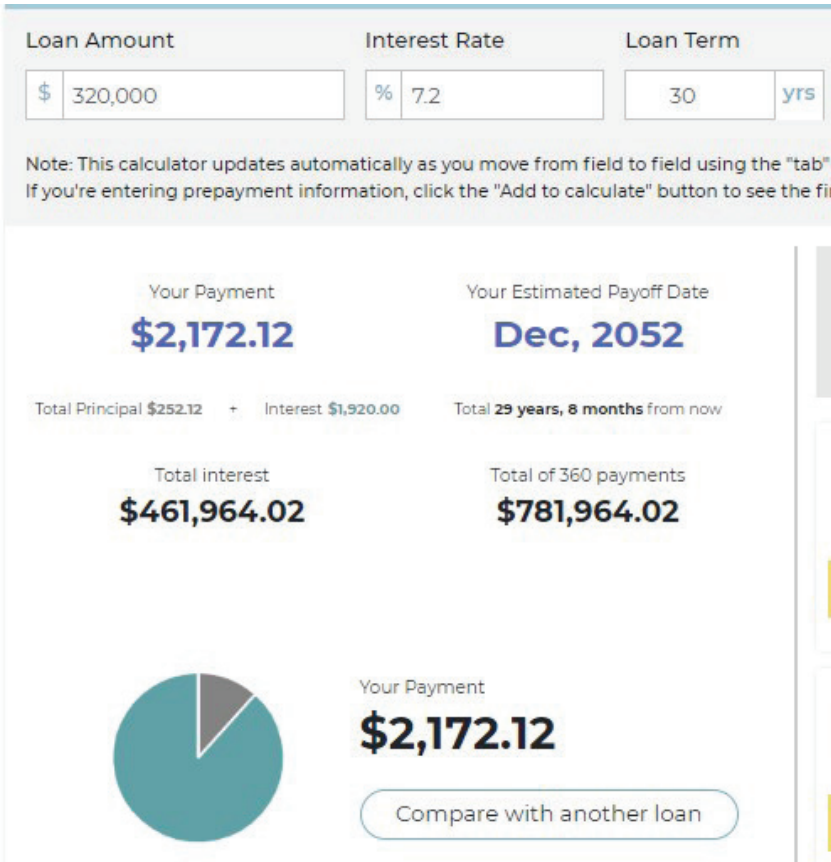 Loan Amount Interest Rate Loan Term
$ 320,000 % 7.2 30 yrs
Note: This calculator updates automatically as you move from field to field using the "tab"
If you're entering prepayment information, click the "Add to calculate" button to see the
Your Payment Your Estimated Payoff Date
$2,172.12 Dec, 2052
Total Principal $252.12 + Interest $1,920.00 Total 29 years, 8 months from now
Total interest Total of 360 payments
$461,964.02 $781,964.02
Your Payment
$2,172.12
Compare with another loan